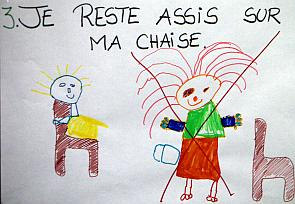 3. JE RESTE ASSIS SUR
MA CHAISE.